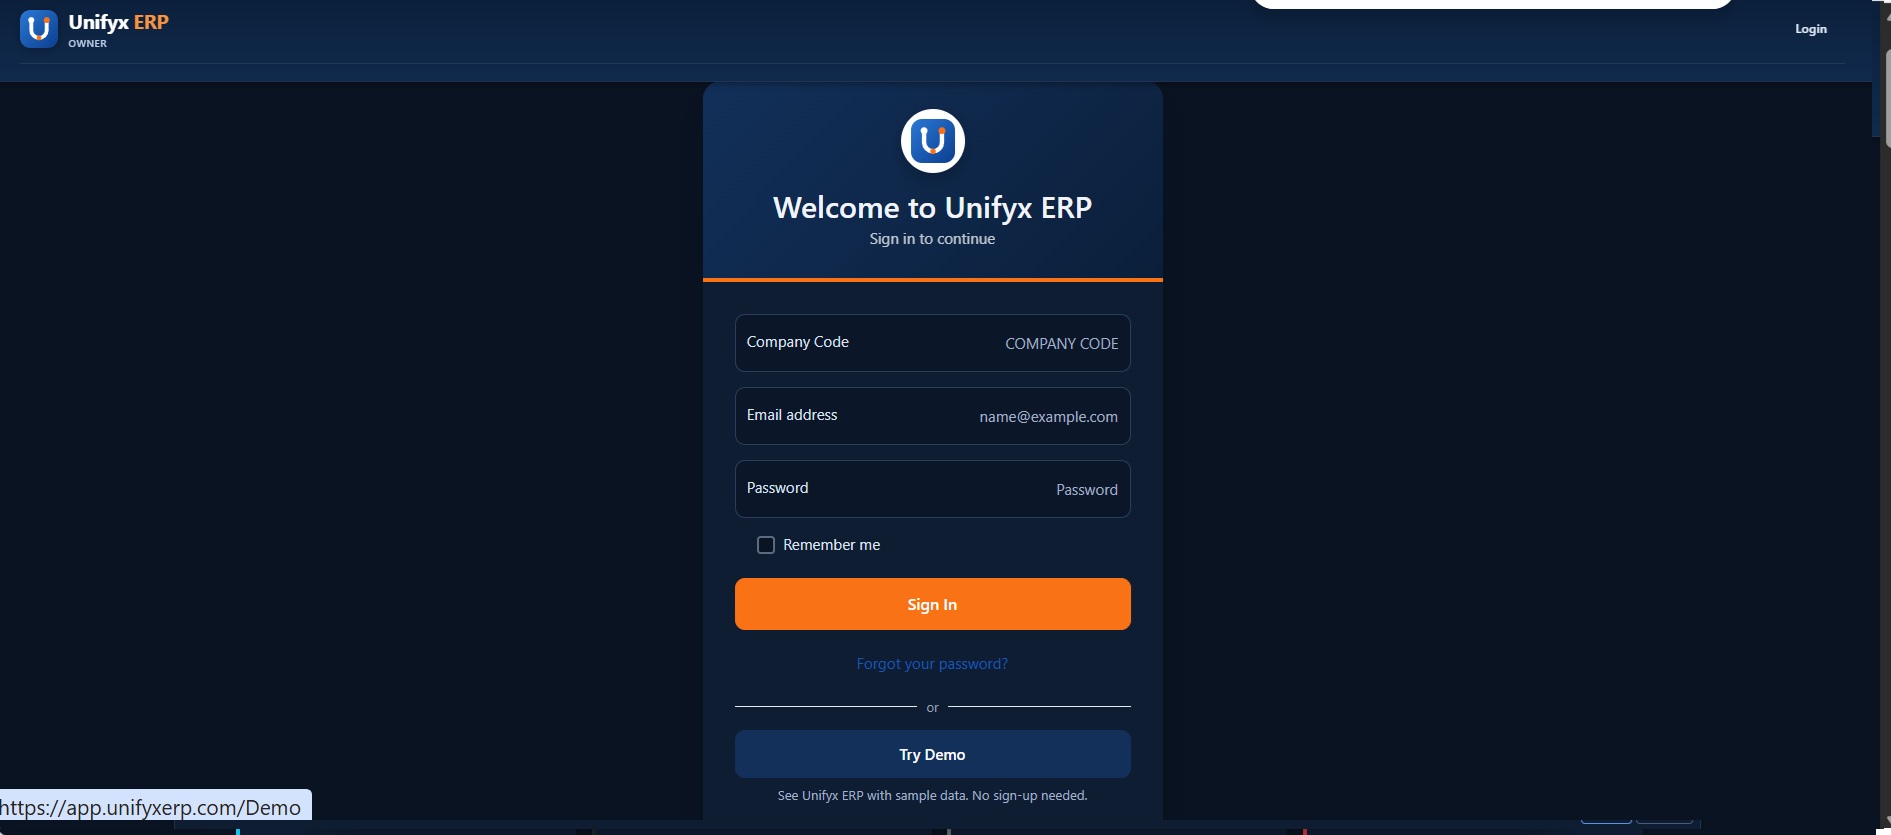 Unifyx ERP
OWNER
Login
Welcome to Unifyx ERP
Sign in to continue
Company Code COMPANY CODE
Email address name@example.com
Password Password
Remember me
Sign In
Forgot your password?
or
Try Demo
See Unifyx ERP with sample data. No sign-up needed.
https://app.unifyxerp.com/Demo